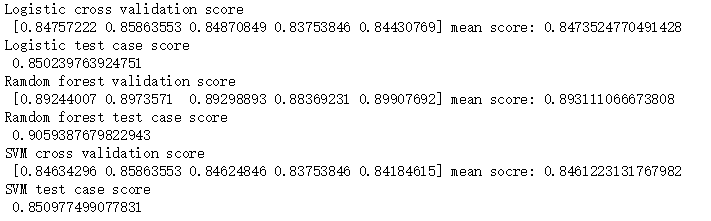 Logistic cross validation score
[0.84757222 0.85863553 0.84870849 0.83753846 0.84430769] mean score: 0.8473524770491428
Logistic test case score
0.850239763924751
Ramdom forest validation score
[0.89244007 0.8973571 0.89298893 0.88369231 0.89907692] mean score: 0.893111066673808
Ramdom forest test case score
0.9059387679822943
SVM cross validation score
[0.84634296 0.85863553 0.84624846 0.83753846 0.84184615] mean socre: 0.8461223131767982
SVM test case score
0.850977499077831